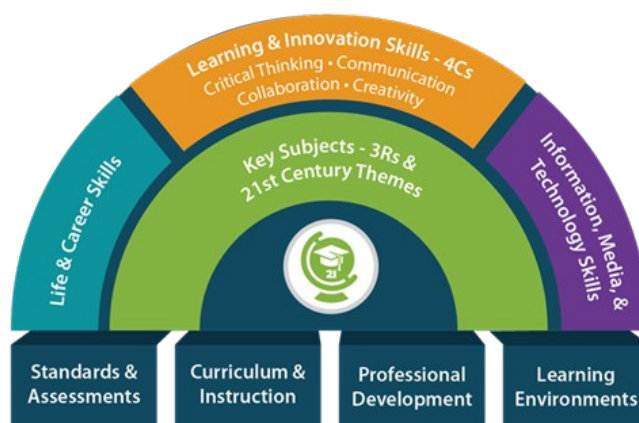 Learning & Innovation Skills - 4Cs
Critical Thinking • Communication
Collaboration • Creativity
Life & Career Skills
Key Subjects - 3Rs &
21st Century Themes
Information, Media, &
Technology Skills
21
Standards &
Assessments
Curriculum &
Instruction
Professional
Development
Learning
Environments